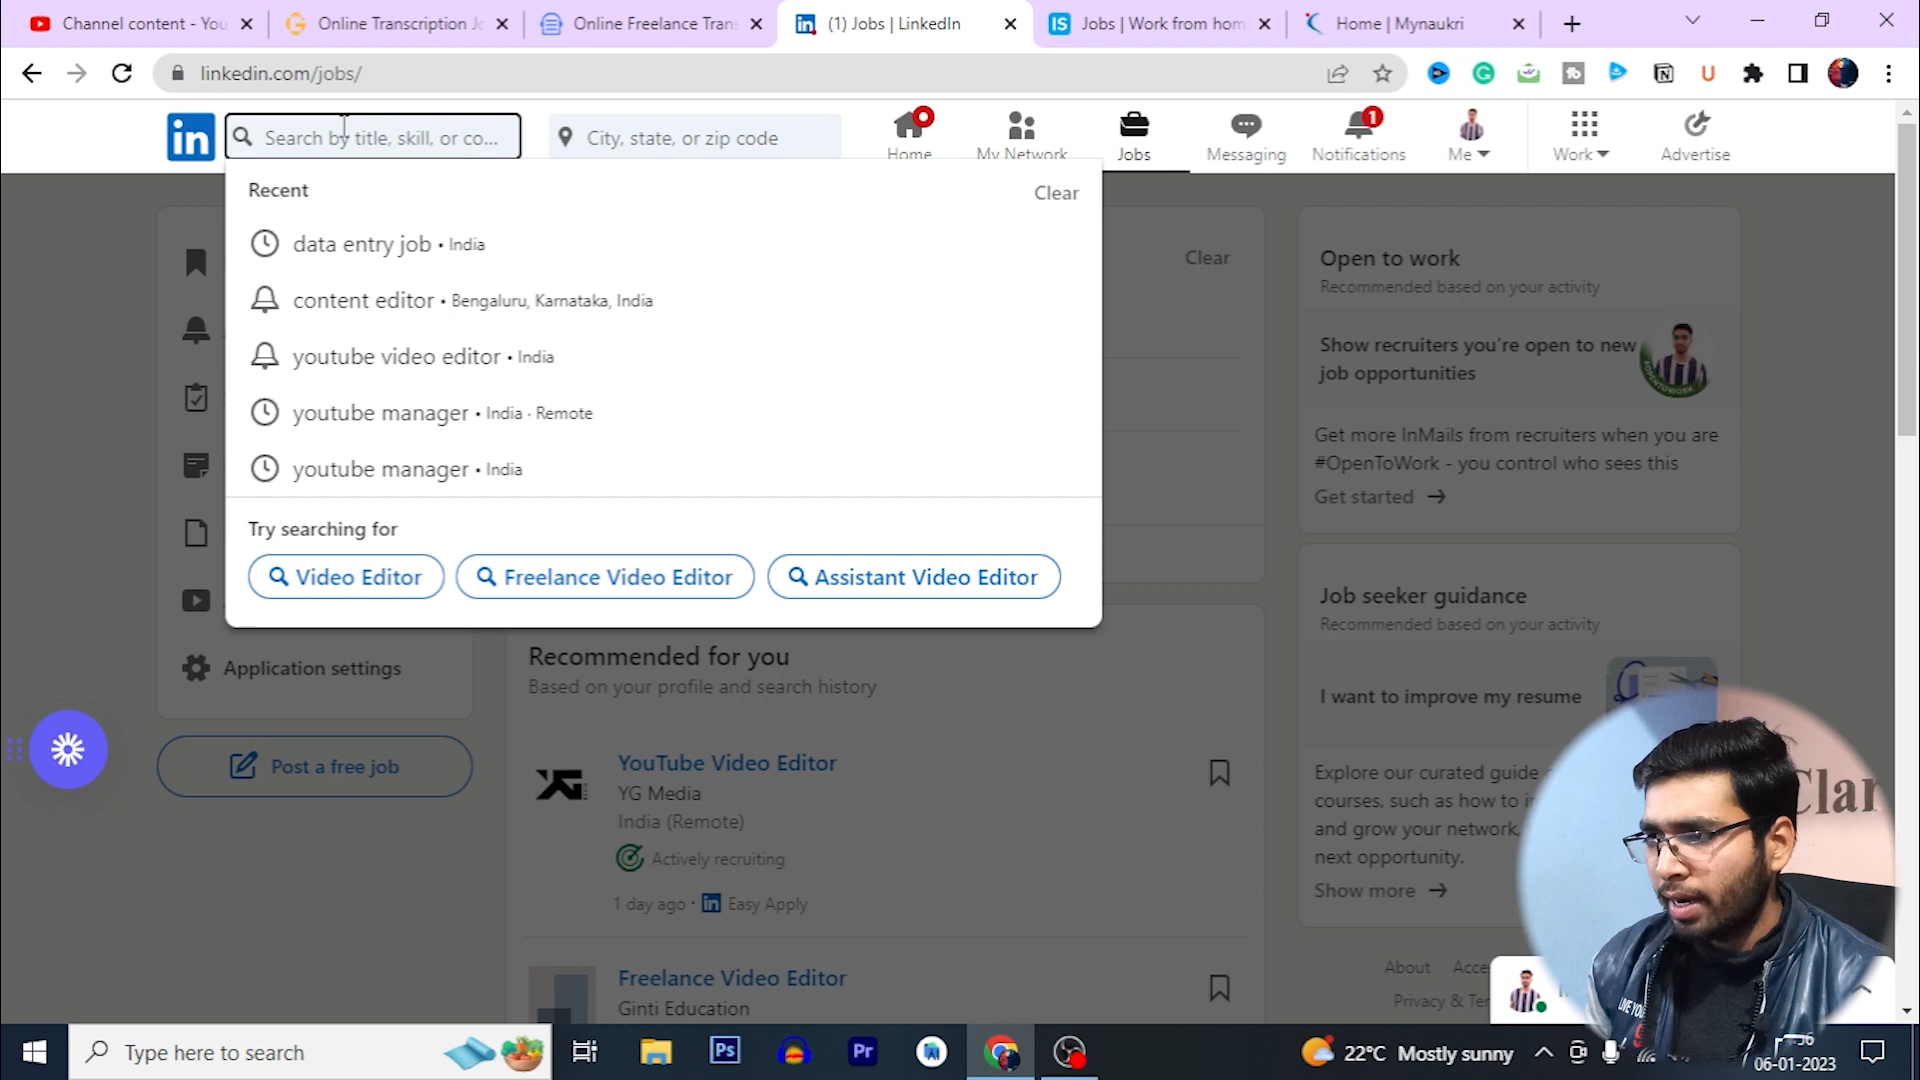 Channel content - You
Online Transcription Jo
Online Freelance Trans
(1) Jobs | LinkedIn
Jobs | Work from hom
Home | Mynaukri
linkedin.com/jobs/
in
Search by title, skill, or co...
City, state, or zip code
Home
My Network
Jobs
Messaging
1
Notifications
Me
Work
Advertise
Recent
Clear
data entry job • India
content editor • Bengaluru, Karnataka, India
youtube video editor • India
youtube manager • India · Remote
youtube manager • India
Try searching for
Video Editor
Freelance Video Editor
Assistant Video Editor
Clear
Application settings
Post a free job
Recommended for you
Based on your profile and search history
YouTube Video Editor
YG Media
India (Remote)
Actively recruiting
1 day ago · in Easy Apply
Freelance Video Editor
Ginti Education
Open to work
Recommended based on your activity
Show recruiters you're open to new
job opportunities
Get more InMails from recruiters when you are
#OpenToWork - you control who sees this
Get started
Job seeker guidance
Recommended based on your activity
I want to improve my resume
Explore our curated guide
courses, such as how to
and grow your network,
next opportunity.
Show more
About
Privacy &
Type here to search
Ps
Pr
22°C Mostly sunny
06-01-2023